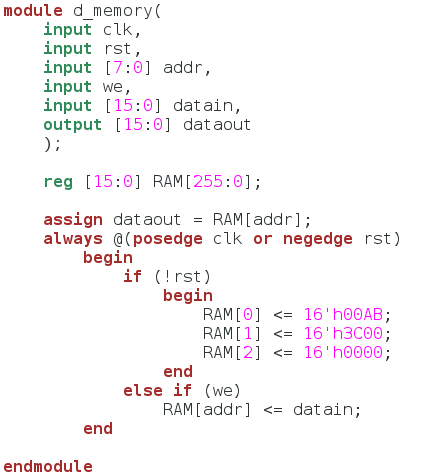 module d_memory(
    input clk,
    input rst,
    input [7:0] addr,
    input we,
    input [15:0] datain,
    output [15:0] dataout
    );

    reg [15:0] RAM[255:0];

    assign dataout = RAM[addr];
    always @(posedge clk or negedge rst)
        begin
            if (!rst)
                begin
                    RAM[0] <= 16'h00AB;
                    RAM[1] <= 16'h3C00;
                    RAM[2] <= 16'h0000;
                end
            else if (we)
                RAM[addr] <= datain;
        end

endmodule